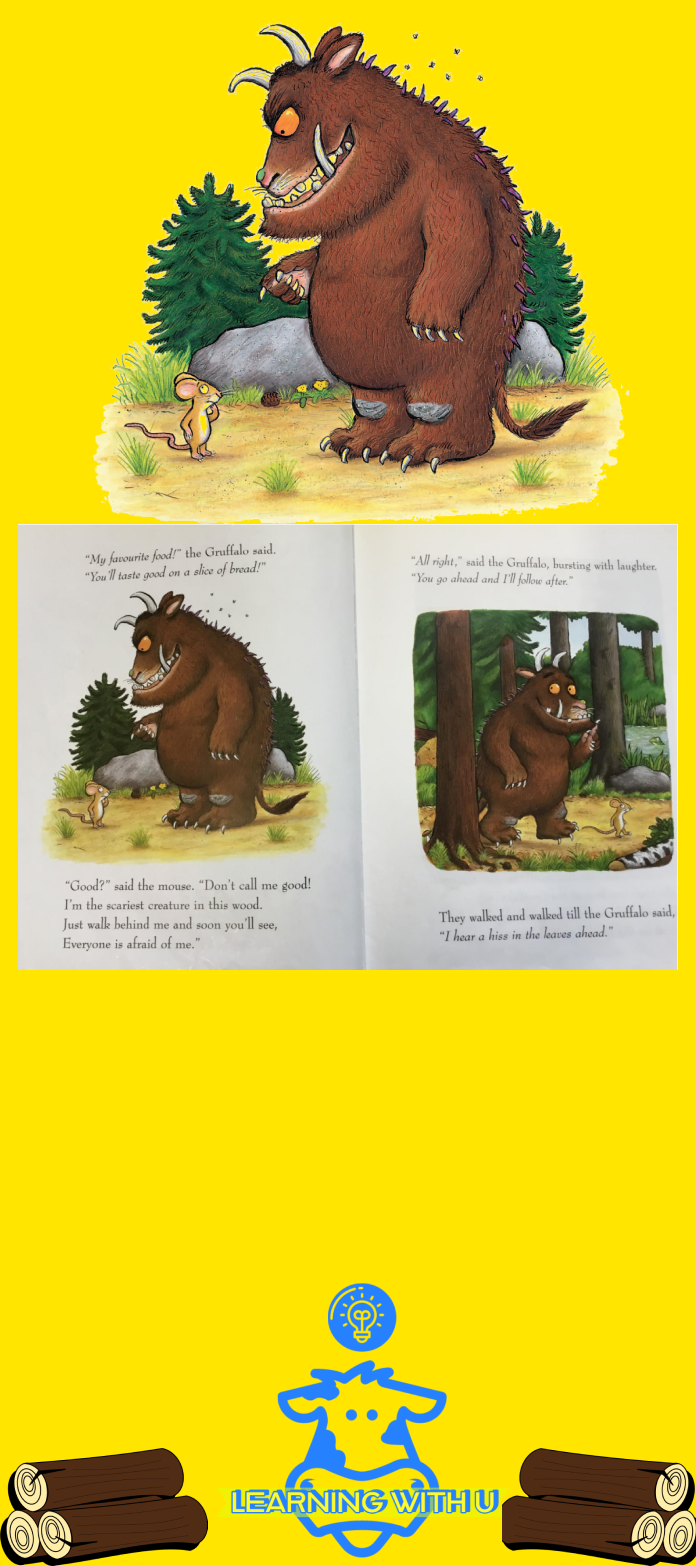 “My favourite food!” the Gruffalo said.
“You’ll taste good on a slice of bread!”
“Good?” said the mouse. “Don’t call me good!
I’m the scariest creature in this wood.
Just walk behind me and soon you’ll see,
Everyone is afraid of me.”
“All right,” said the Gruffalo, bursting with laughter.
“You go ahead and I’ll follow after.”
They walked and walked till the Gruffalo said,
“I hear a hiss in the leaves ahead.”
LEARNING WITH U